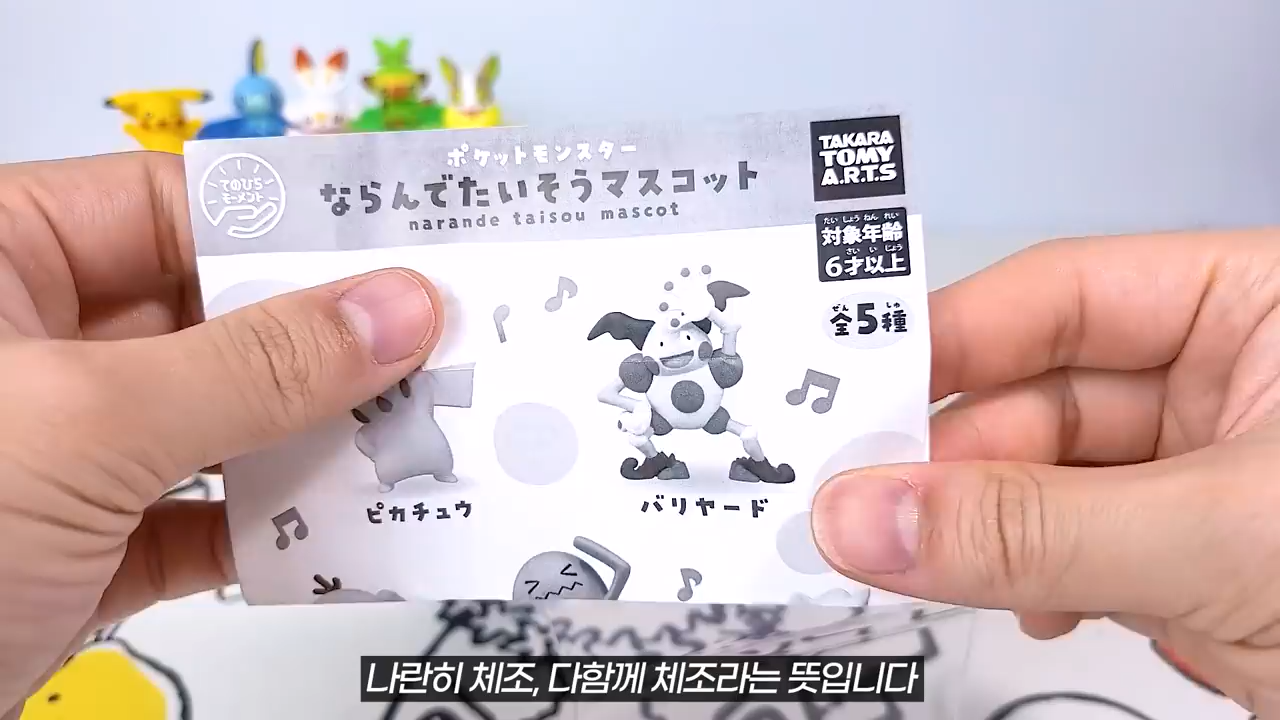 てのひら
モーメント
ポケットモンスター
ならんでたいそうマスコット
narande taisou mascot
TAKARA
TOMY
A.R.T.S
たいしょうねんれい
対象年齢
さいいじょう
6才以上
ぜんしゅ
全5種
ピカチュウ
バリヤード
나란히 체조, 다함께 체조라는 뜻입니다